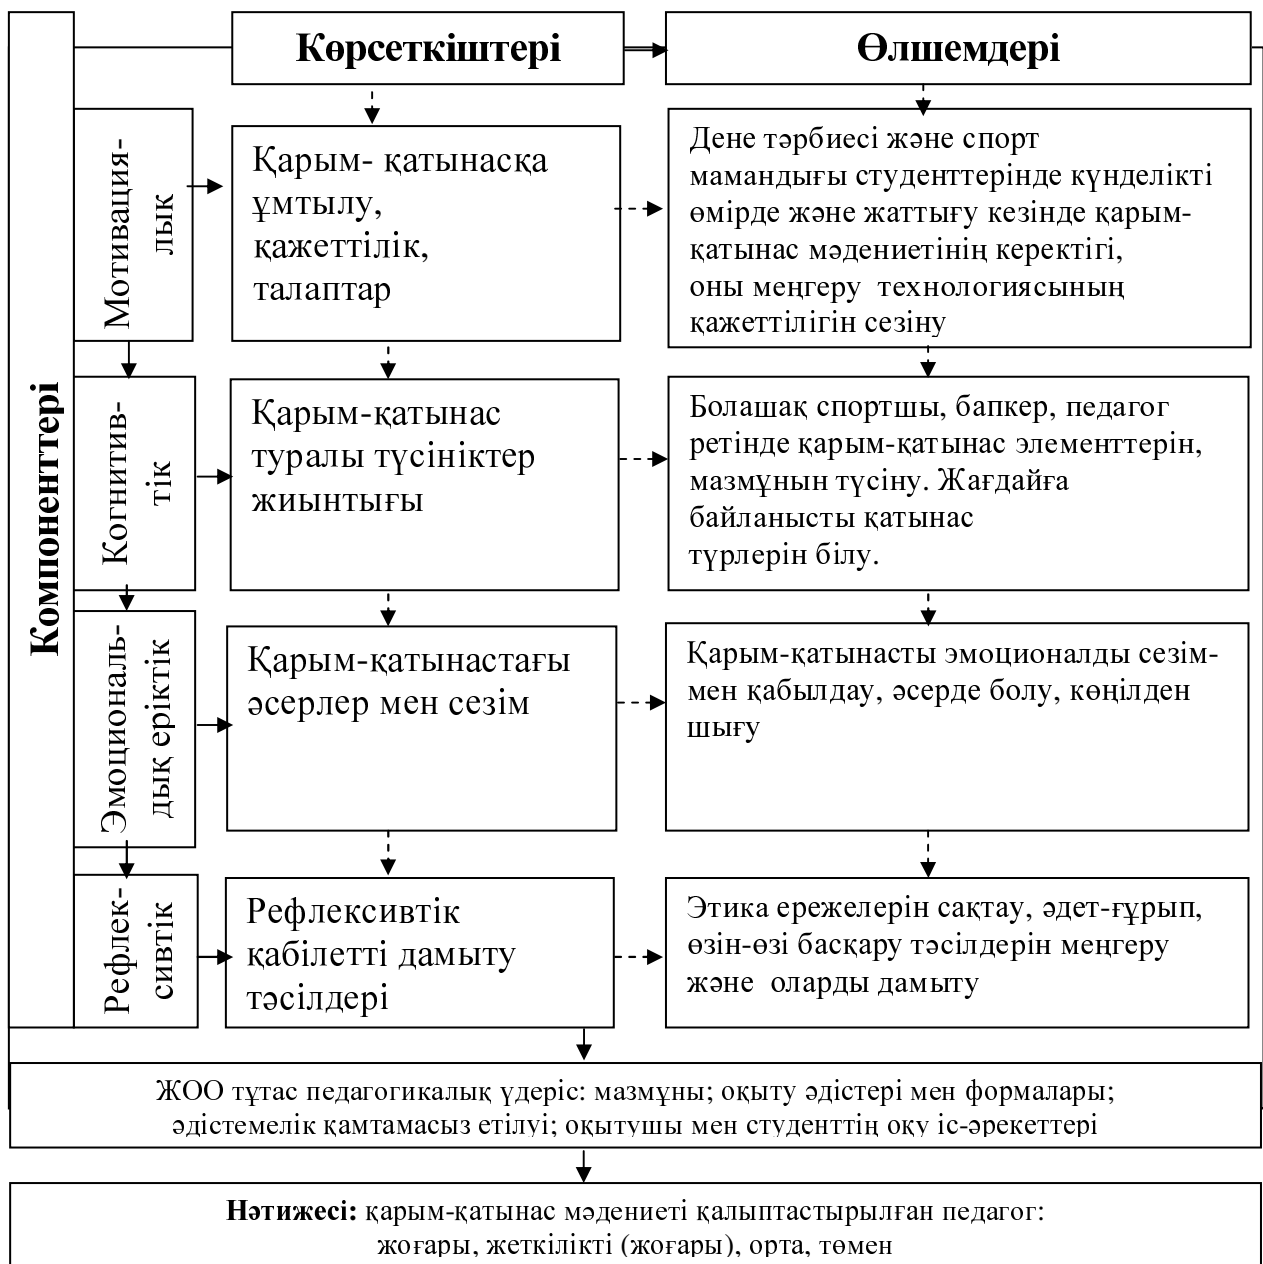 Компоненттері
Көрсеткіштері
Өлшемдері
Мотивация-
лык
Қарым- қатынасқа
ұмтылу,
қажеттілік,
талаптар
Дене тәрбиесі және спорт
мамандығы студенттерінде күнделікті
өмірде және жаттығу кезінде қарым-
қатынас мәдениетінің керектігі,
оны меңгеру технологиясының
қажеттілігін сезіну
Когнитив-
тік
Қарым-қатынас
туралы түсініктер
жиынтығы
Болашақ спортшы, бапкер, педагог
ретінде қарым-қатынас элементтерін,
мазмұнын түсіну. Жағдайға
байланысты қатынас
түрлерін білу.
Эмоциональ-
дық еріктік
Қарым-қатынастағы
әсерлер мен сезім
Қарым-қатынасты эмоционалды сезім-
мен қабылдау, әсерде болу, көңілден
шығу
Рефлек-
сивтік
Рефлексивтік
қабілетті дамыту
тәсілдері
Этика ережелерін сақтау, әдет-ғұрып,
өзін-өзі басқару тәсілдерін меңгеру
және оларды дамыту
ЖОО тұтас педагогикалық үдеріс: мазмұны; оқыту әдістері мен формалары;
әдістемелік қамтамасыз етілуі; оқытушы мен студенттің оқу іс-әрекеттері
Нәтижесі: қарым-қатынас мәдениеті қалыптастырылған педагог:
жоғары, жеткілікті (жоғары), орта, төмен